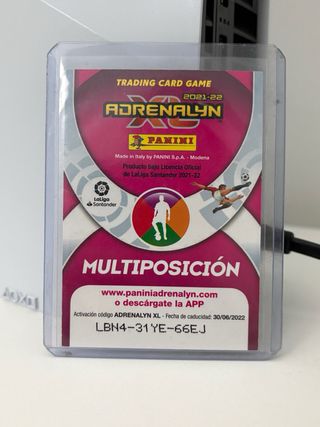 TRADING CARD GAME
2021-22
ADRENALYN
XL
PANINI
Made in Italy by PANINI S.p.A. - Modena
Producto bajo Licencia Oficial
de LaLiga Santander 2021-22
LaLiga
Santander
MULTIPOSICIÓN
www.paniniadrenalyn.com
o descárgate la APP
Activación código ADRENALYN XL - Fecha de caducidad: 30/06/2022
LBN4-31YE-66EJ